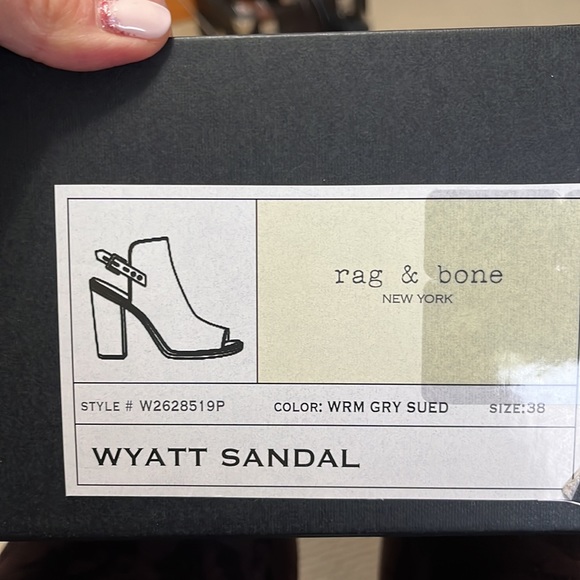 rag & bone
NEW YORK
STYLE # W2628519P COLOR: WRM GRY SUED SIZE:38
WYATT SANDAL